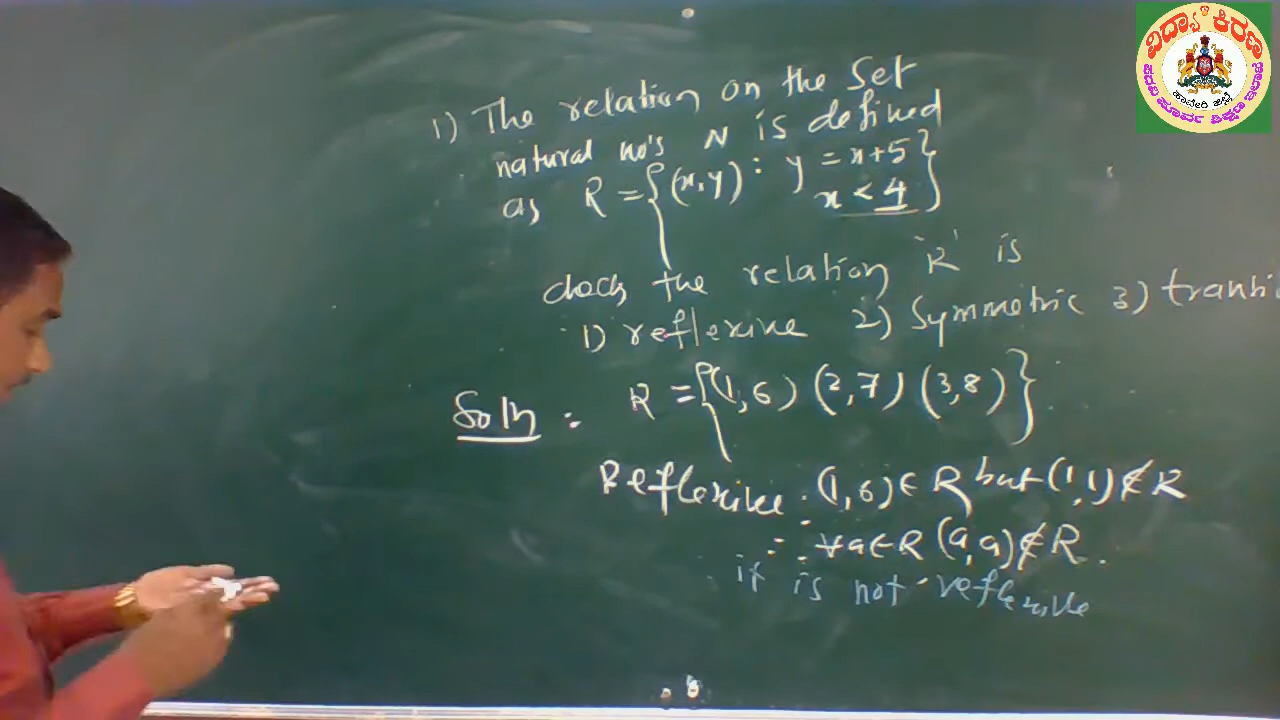 1) The relation on the Set
natural no's N is defined
as R = {(x,y) : y = x+5
x < 4}
check the relation 'R' is
1) reflexive 2) Symmetric 3) tranti
Soln : R = {(1,6) (2,7) (3,8)}
Reflexive : (1,6) ∈ R but (1,1) ∉ R
∴ ∀ a ∈ R (a,a) ∉ R.
it is not reflexive
ವಿದ್ಯಾ ಕಿರಣ